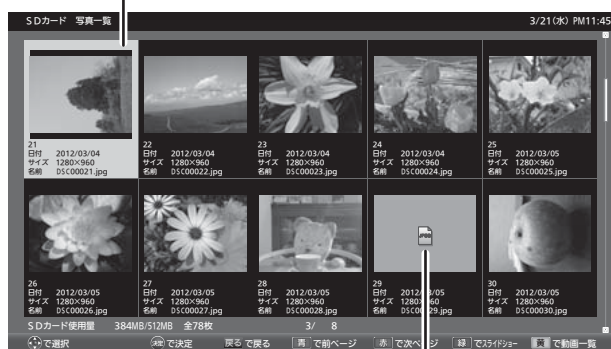 SDカード 写真一覧 3/21(水) PM11:45
21
日付 2012/03/04
サイズ 1280×960
名前 DSC00021.jpg
22
日付 2012/03/04
サイズ 1280×960
名前 DSC00022.jpg
23
日付 2012/03/04
サイズ 1280×960
名前 DSC00023.jpg
24
日付 2012/03/04
サイズ 1280×960
名前 DSC00024.jpg
25
日付 2012/03/05
サイズ 1280×960
名前 DSC00025.jpg
JPEG
26
日付 2012/03/05
サイズ 1280×960
名前 DSC00026.jpg
27
日付 2012/03/05
サイズ 1280×960
名前 DSC00027.jpg
28
日付 2012/03/05
サイズ 1280×960
名前 DSC00028.jpg
29
日付 2012/03/05
サイズ 1280×960
名前 DSC00029.jpg
30
日付 2012/03/05
サイズ 1280×960
名前 DSC00030.jpg
SDカード使用量 384MB/512MB 全78枚 3/ 8
で選択 決定 で決定 戻る で戻る 青 で前ページ 赤 で次ページ 緑 でスライドショー 黄 で動画一覧